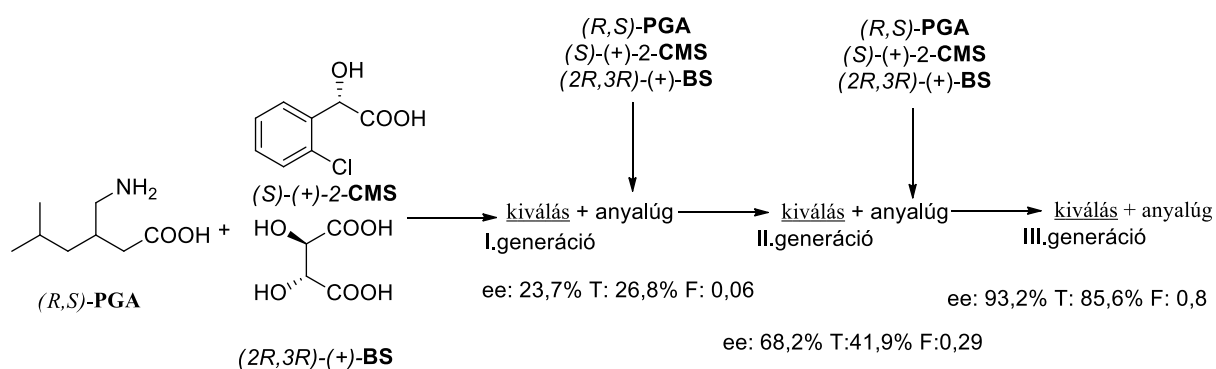 (R,S)-PGA
(S)-(+)-2-CMS
(2R,3R)-(+)-BS
(R,S)-PGA
(S)-(+)-2-CMS
(2R,3R)-(+)-BS
OH
COOH
Cl
(S)-(+)-2-CMS
NH2
COOH +
(R,S)-PGA
HO COOH
HO COOH
(2R,3R)-(+)-BS
kiválás + anyalúg
I.generáció
kiválás + anyalúg
II.generáció
kiválás + anyalúg
III.generáció
ee: 23,7% T: 26,8% F: 0,06
ee: 68,2% T:41,9% F:0,29
ee: 93,2% T: 85,6% F: 0,8